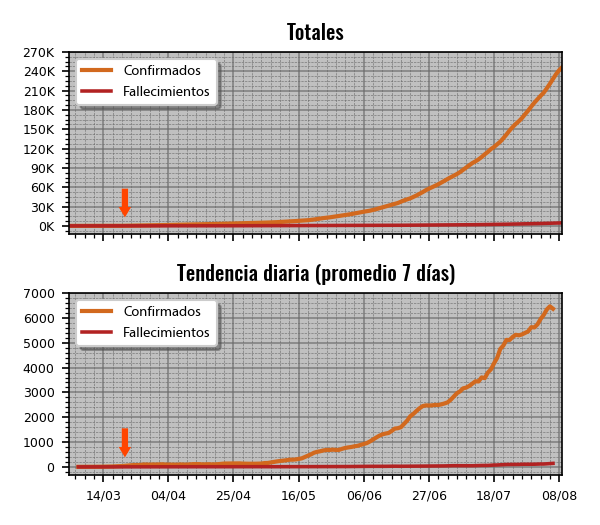 Totales
270K
240K
210K
180K
150K
120K
90K
60K
30K
0K
Confirmados
Fallecimientos
Tendencia diaria (promedio 7 días)
7000
6000
5000
4000
3000
2000
1000
0
Confirmados
Fallecimientos
14/03 04/04 25/04 16/05 06/06 27/06 18/07 08/08